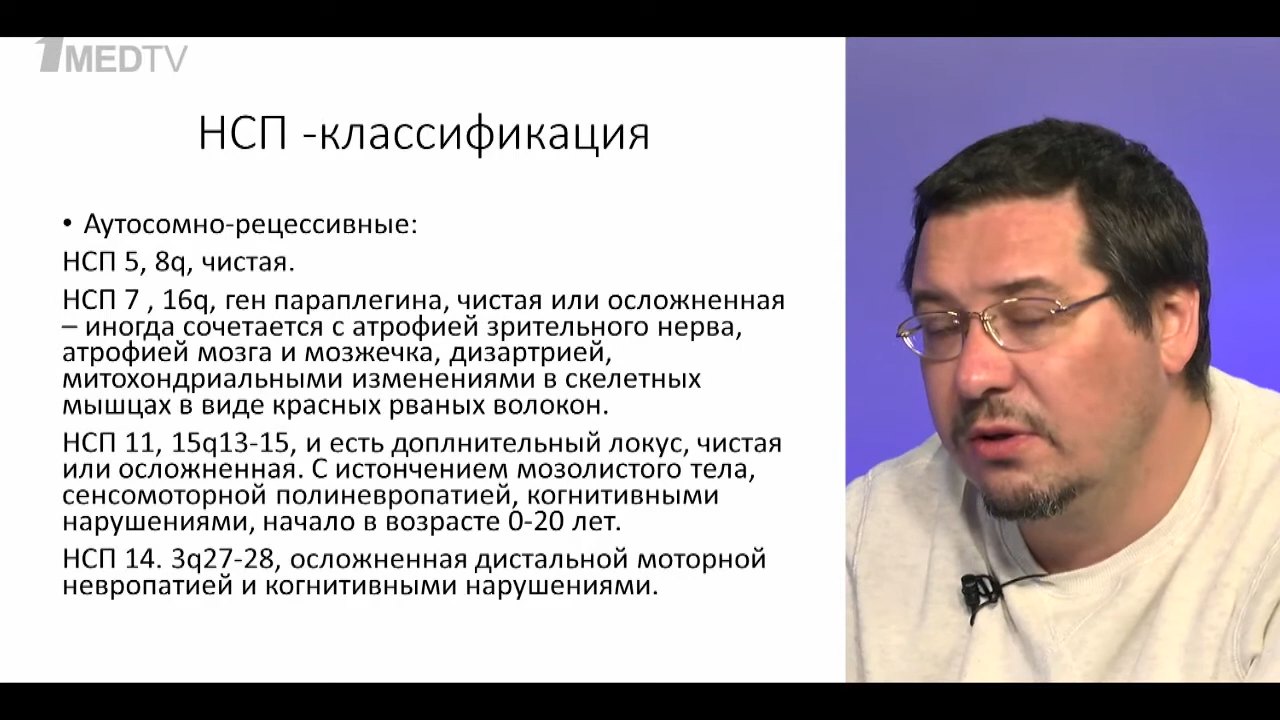 1MEDTV
НСП -классификация
• Аутосомно-рецессивные:
НСП 5, 8q, чистая.
НСП 7 , 16q, ген параплегина, чистая или осложненная
– иногда сочетается с атрофией зрительного нерва,
атрофией мозга и мозжечка, дизартрией,
митохондриальными изменениями в скелетных
мышцах в виде красных рваных волокон.
НСП 11, 15q13-15, и есть доплнительный локус, чистая
или осложненная. С истончением мозолистого тела,
сенсомоторной полиневропатией, когнитивными
нарушениями, начало в возрасте 0-20 лет.
НСП 14. 3q27-28, осложненная дистальной моторной
невропатией и когнитивными нарушениями.